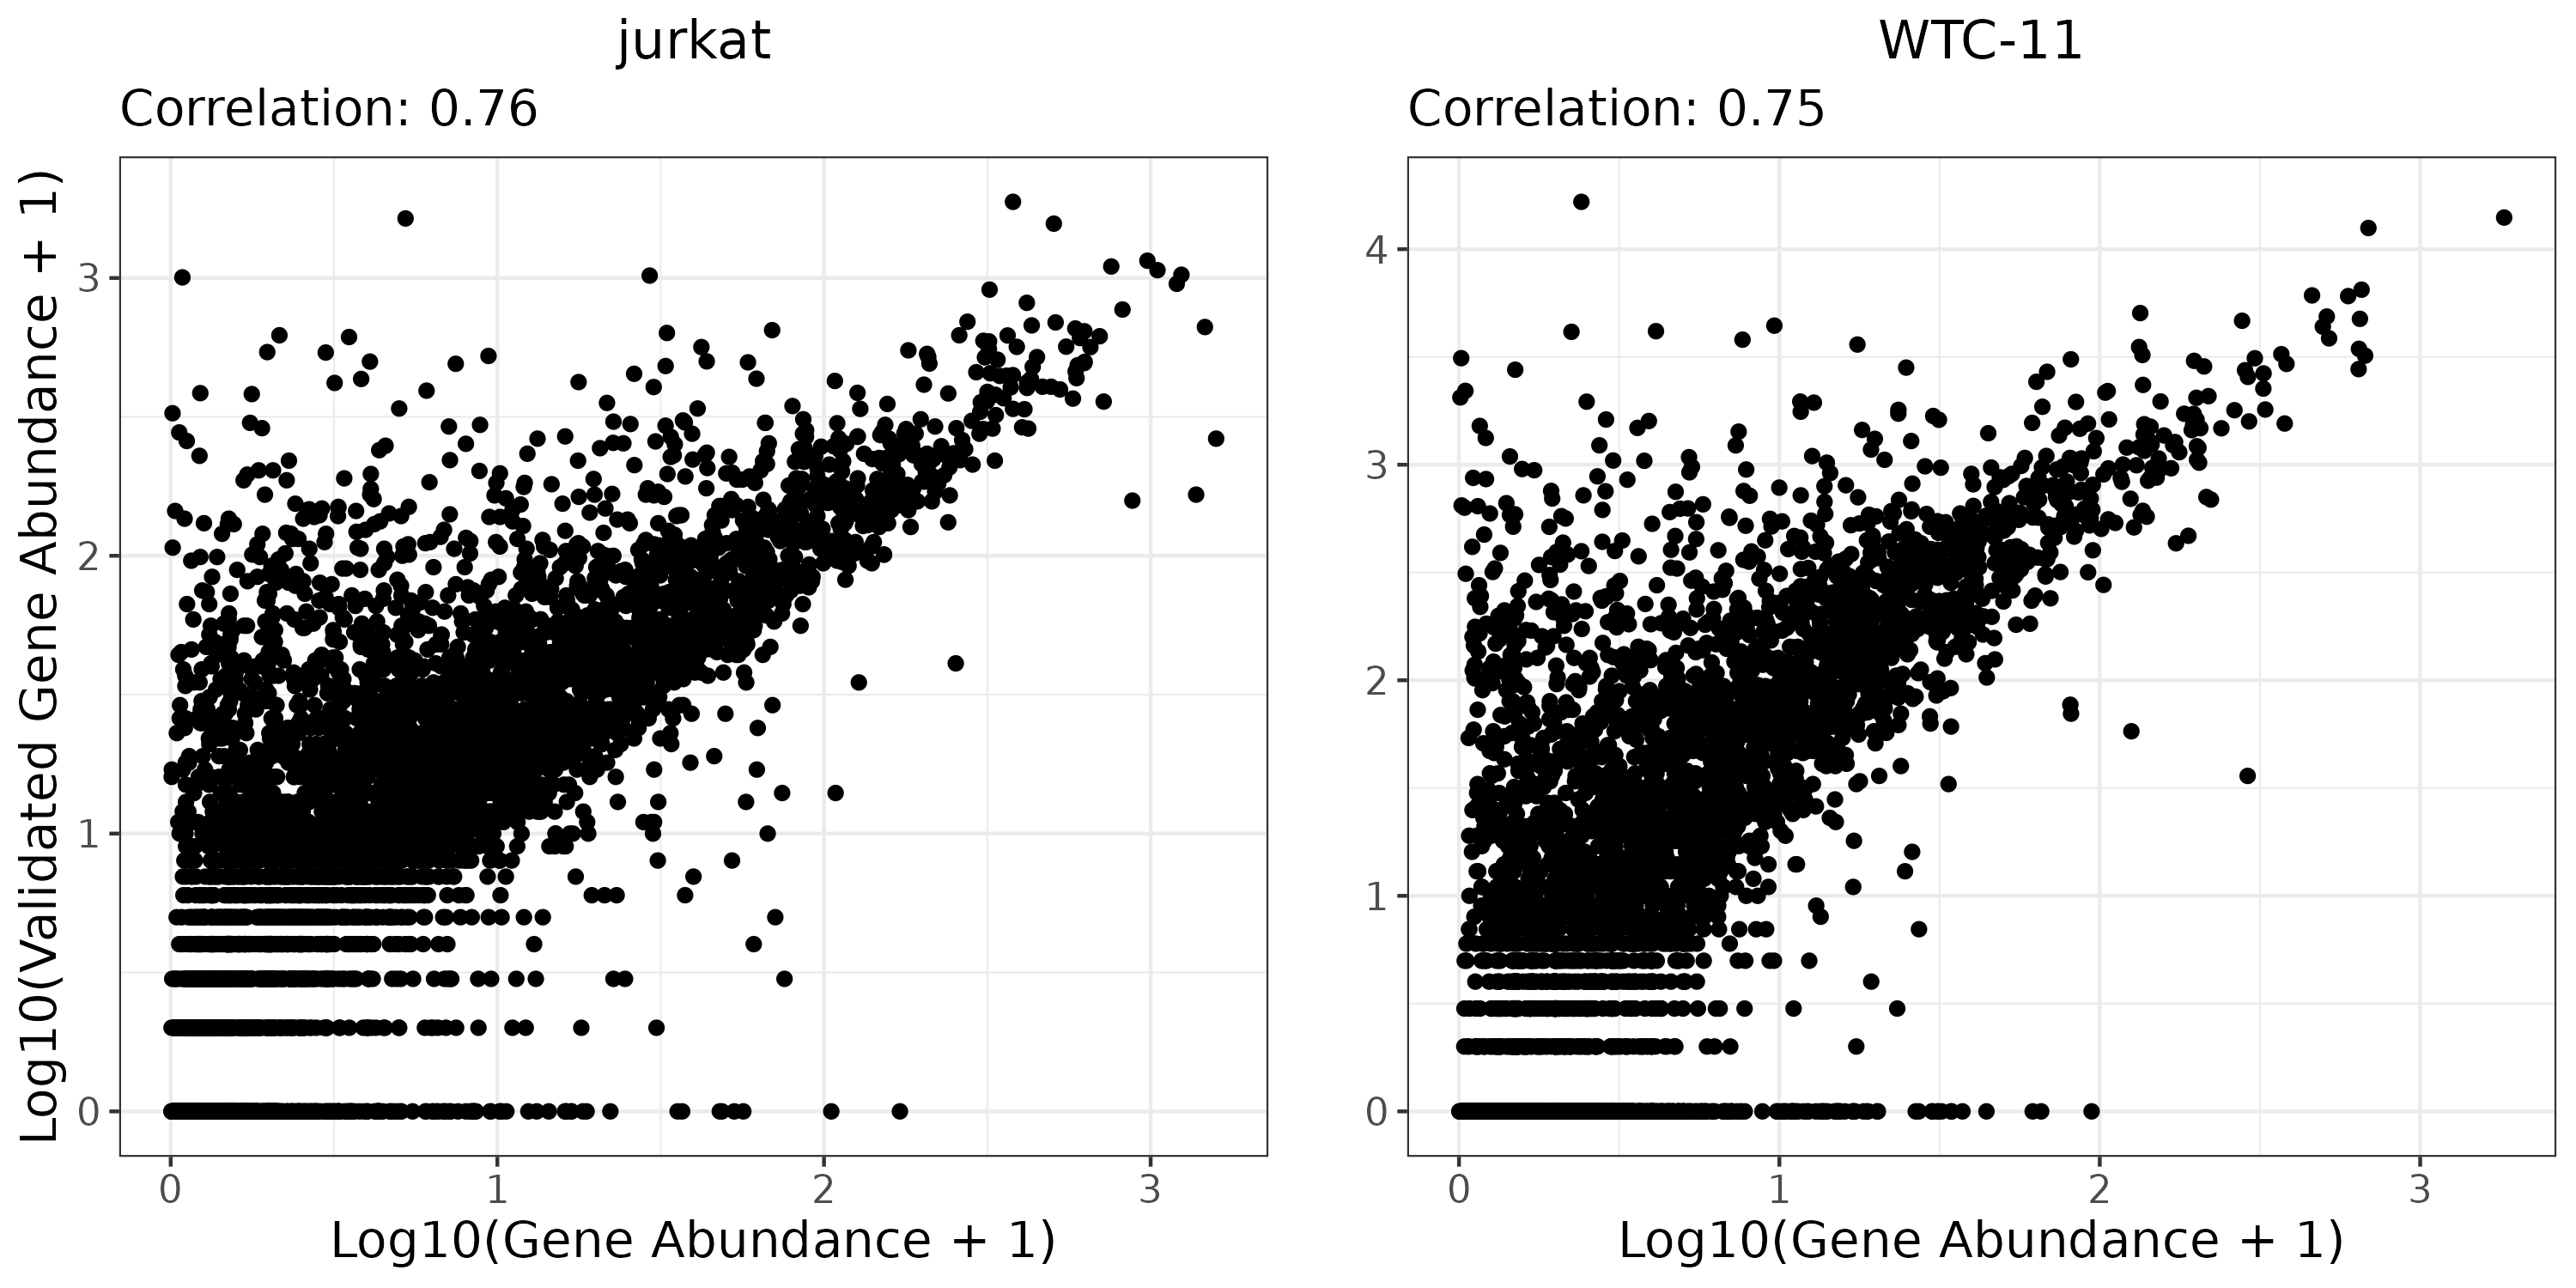 jurkat
Correlation: 0.76
Log10(Validated Gene Abundance + 1)
3
2
1
0
0 1 2 3
Log10(Gene Abundance + 1)
WTC-11
Correlation: 0.75
4
3
2
1
0
0 1 2 3
Log10(Gene Abundance + 1)